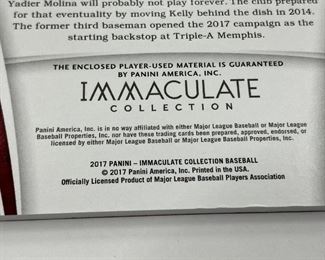 Yadier Molina will probably not play forever. The club prepared
for that eventuality by moving Kelly behind the dish in 2014.
The former third baseman opened the 2017 campaign as the
starting backstop at Triple-A Memphis.
THE ENCLOSED PLAYER-USED MATERIAL IS GUARANTEED
BY PANINI AMERICA, INC.
IMMACULATE
COLLECTION
Panini America, Inc. is in no way affiliated with either Major League Baseball or Major League
Baseball Properties, Inc. nor have these trading cards been prepared, approved, endorsed, or
licensed by either Major League Baseball or Major League Baseball Properties, Inc.
2017 PANINI – IMMACULATE COLLECTION BASEBALL
© 2017 Panini America, Inc. Printed in the USA.
Officially Licensed Product of Major League Baseball Players Association